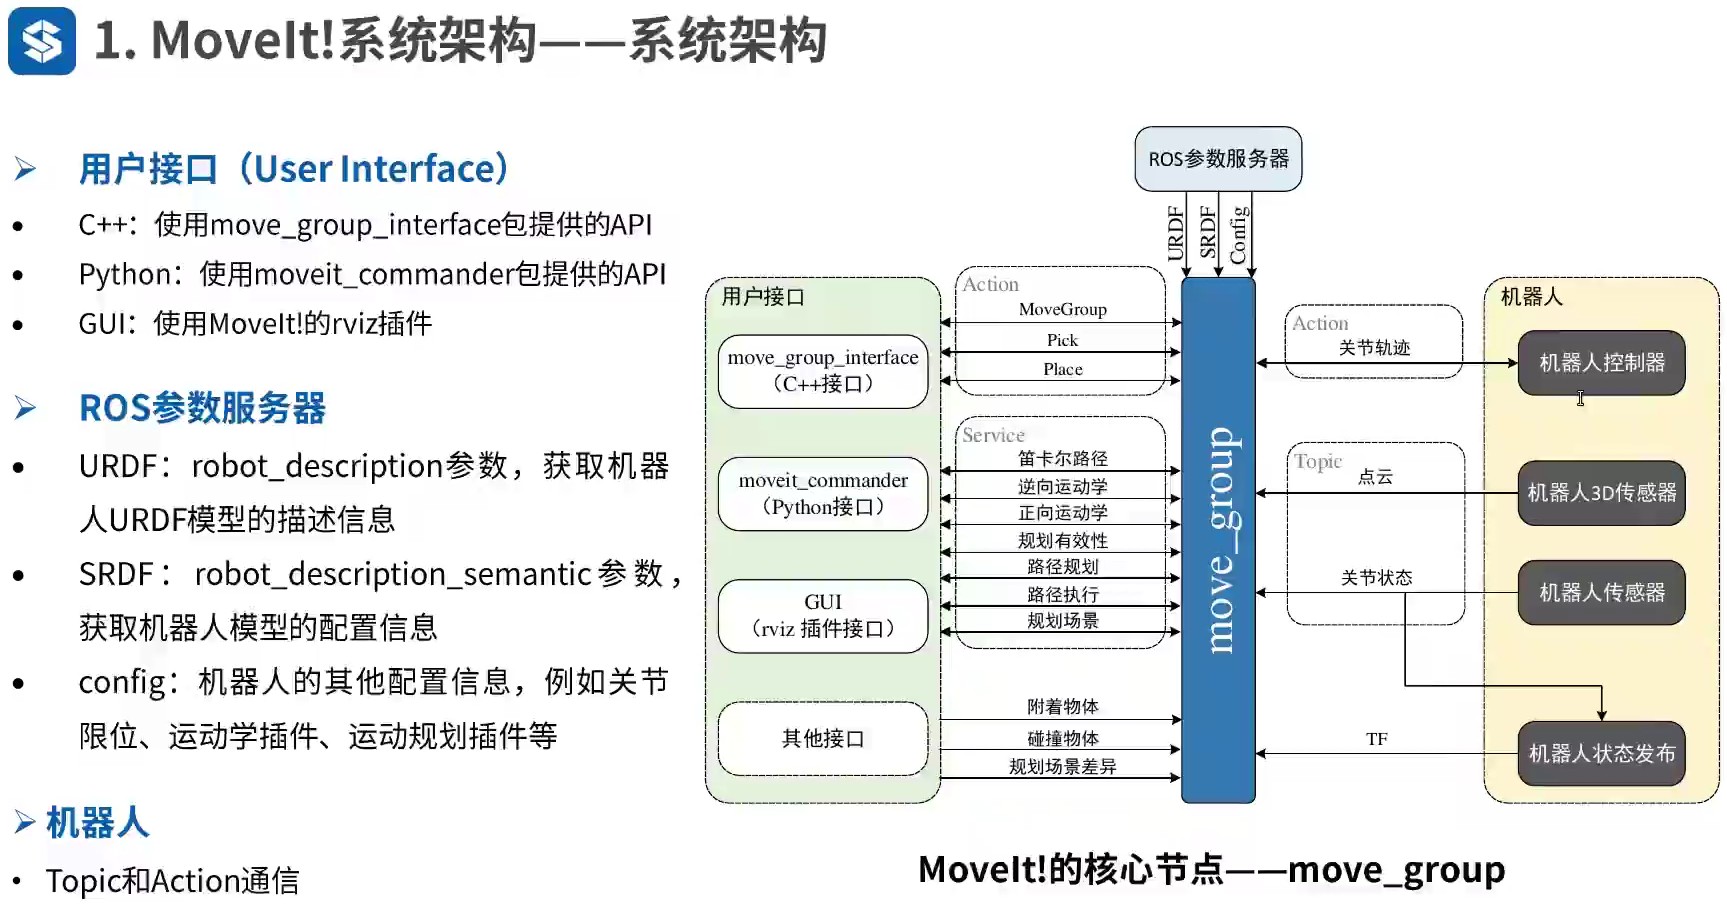 1. MoveIt!系统架构——系统架构
用户接口（User Interface）
C++：使用move_group_interface包提供的API
Python：使用moveit_commander包提供的API
GUI：使用MoveIt!的rviz插件
ROS参数服务器
URDF：robot_description参数，获取机器
人URDF模型的描述信息
SRDF：robot_description_semantic参数，
获取机器人模型的配置信息
config：机器人的其他配置信息，例如关节
限位、运动学插件、运动规划插件等
机器人
Topic和Action通信
ROS参数服务器
URDF
SRDF
Config
用户接口
move_group_interface
（C++接口）
moveit_commander
（Python接口）
GUI
（rviz 插件接口）
其他接口
Action
MoveGroup
Pick
Place
Service
笛卡尔路径
逆向运动学
正向运动学
规划有效性
路径规划
路径执行
规划场景
附着物体
碰撞物体
规划场景差异
move_group
Action
关节轨迹
Topic
点云
关节状态
TF
机器人
机器人控制器
机器人3D传感器
机器人传感器
机器人状态发布
MoveIt!的核心节点——move_group